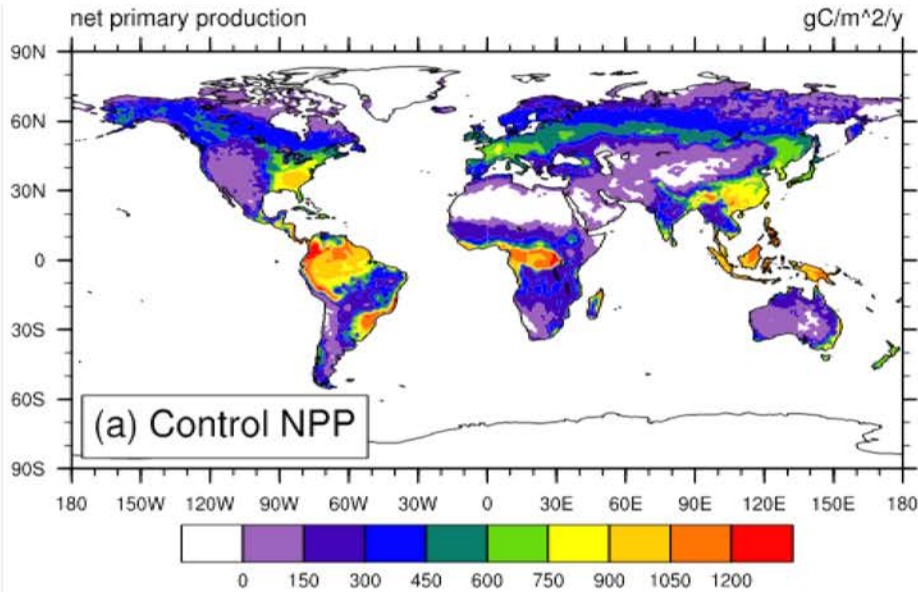 net primary production gC/m^2/y
90N
60N
30N
0
30S
60S
90S
(a) Control NPP
180 150W 120W 90W 60W 30W 0 30E 60E 90E 120E 150E 180
0 150 300 450 600 750 900 1050 1200